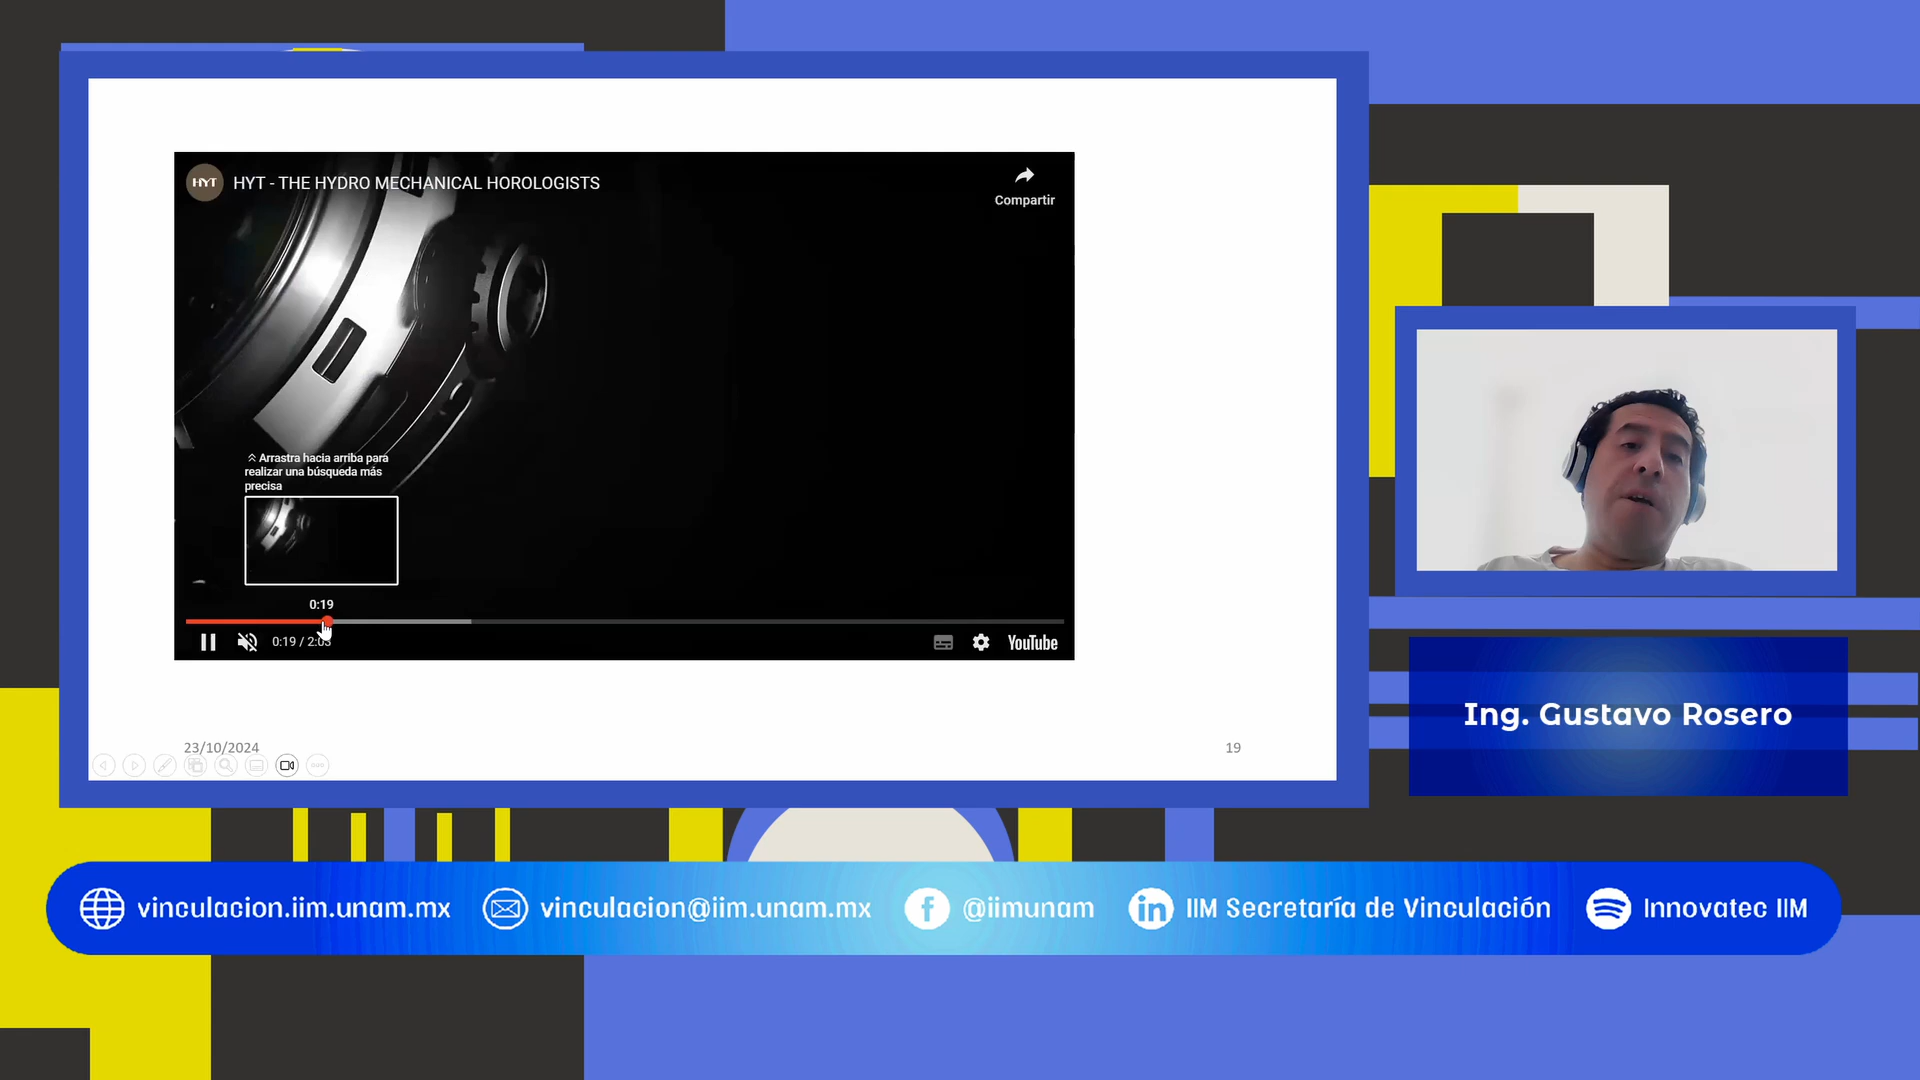 HYT
HYT - THE HYDRO MECHANICAL HOROLOGISTS
Compartir
Arrastra hacia arriba para
realizar una búsqueda más
precisa
0:19
0:19 / 2:03
YouTube
23/10/2024
19
Ing. Gustavo Rosero
vinculacion.iim.unam.mx
vinculacion@iim.unam.mx
@iimunam
in
IIM Secretaría de Vinculación
Innovatec IIM